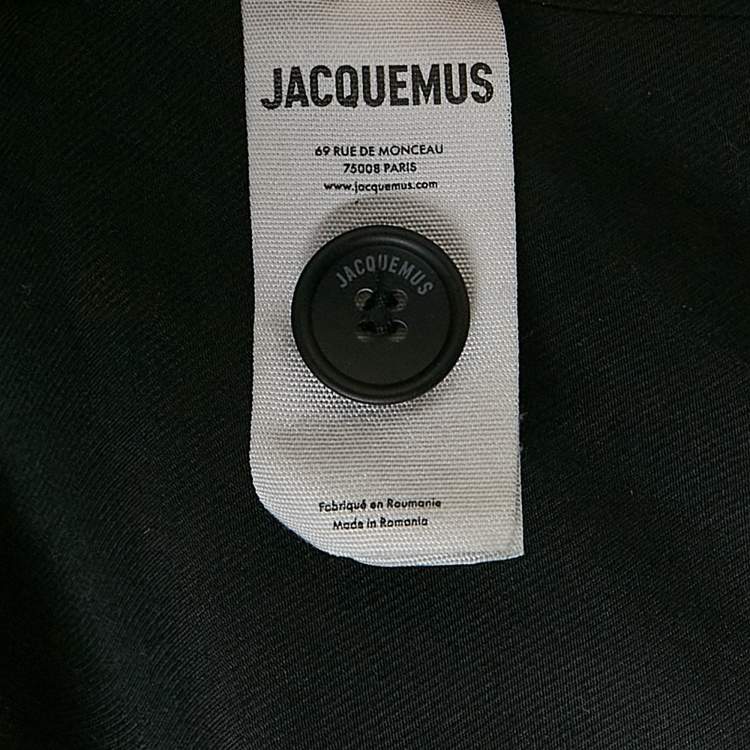 JACQUEMUS
69 RUE DE MONCEAU
75008 PARIS
www.jacquemus.com
JACQUEMUS
Fabriqué en Roumanie
Made in Romania